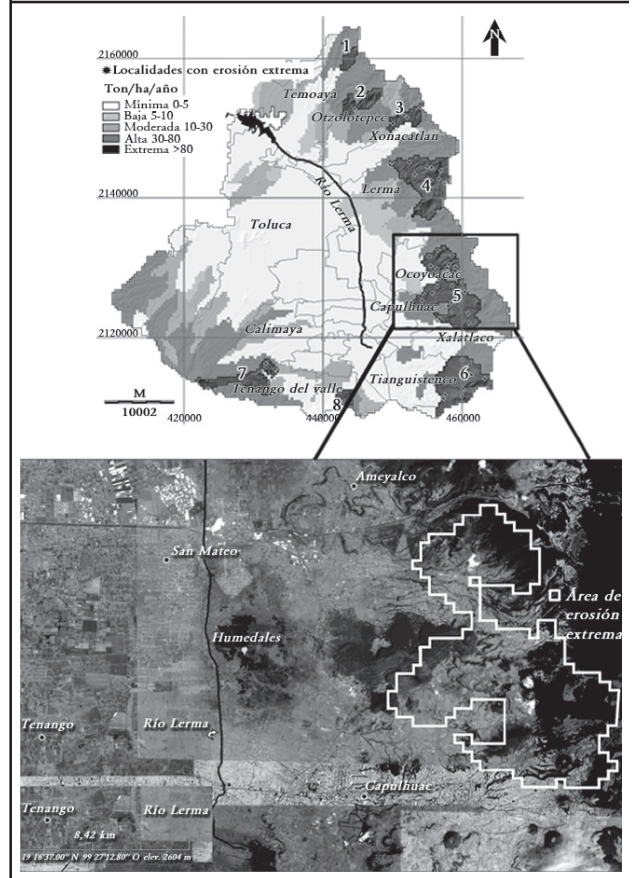 N
2160000
✷Localidades con erosión extrema
Ton/ha/año
Mínima 0-5
Baja 5-10
Moderada 10-30
Alta 30-80
Extrema >80
1
Temoaya
2
Otzolotepec
3
Xonacatlan
2140000
Lerma
4
Río Lerma
Toluca
Ocoyoacac
Capulhuac
5
2120000
Calimaya
Xalatlaco
7
Tenango del valle
Tianguistenco
6
8
M
10002
420000
440000
460000
Ameyalco
San Mateo
Área de
erosión
extrema
Humedales
Tenango
Río Lerma
Capulhuac
Tenango
Río Lerma
8,42 km
19 16'37.00" N 99 27'12.80" O elev. 2604 m